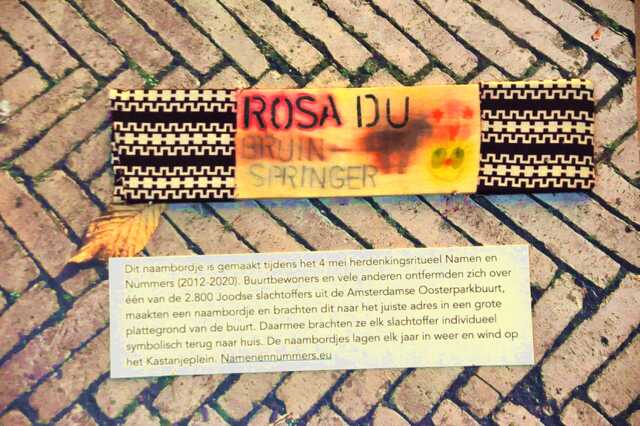 ROSA DU
BRUIN-
SPRINGER
Dit naambordje is gemaakt tijdens het 4 mei herdenkingsritueel Namen en
Nummers (2012-2020). Buurtbewoners en vele anderen ontfermden zich over
één van de 2.800 Joodse slachtoffers uit de Amsterdamse Oosterparkbuurt,
maakten een naambordje en brachten dit naar het juiste adres in een grote
plattegrond van de buurt. Daarmee brachten ze elk slachtoffer individueel
symbolisch terug naar huis. De naambordjes lagen elk jaar in weer en wind op
het Kastanjeplein. Namenennummers.eu